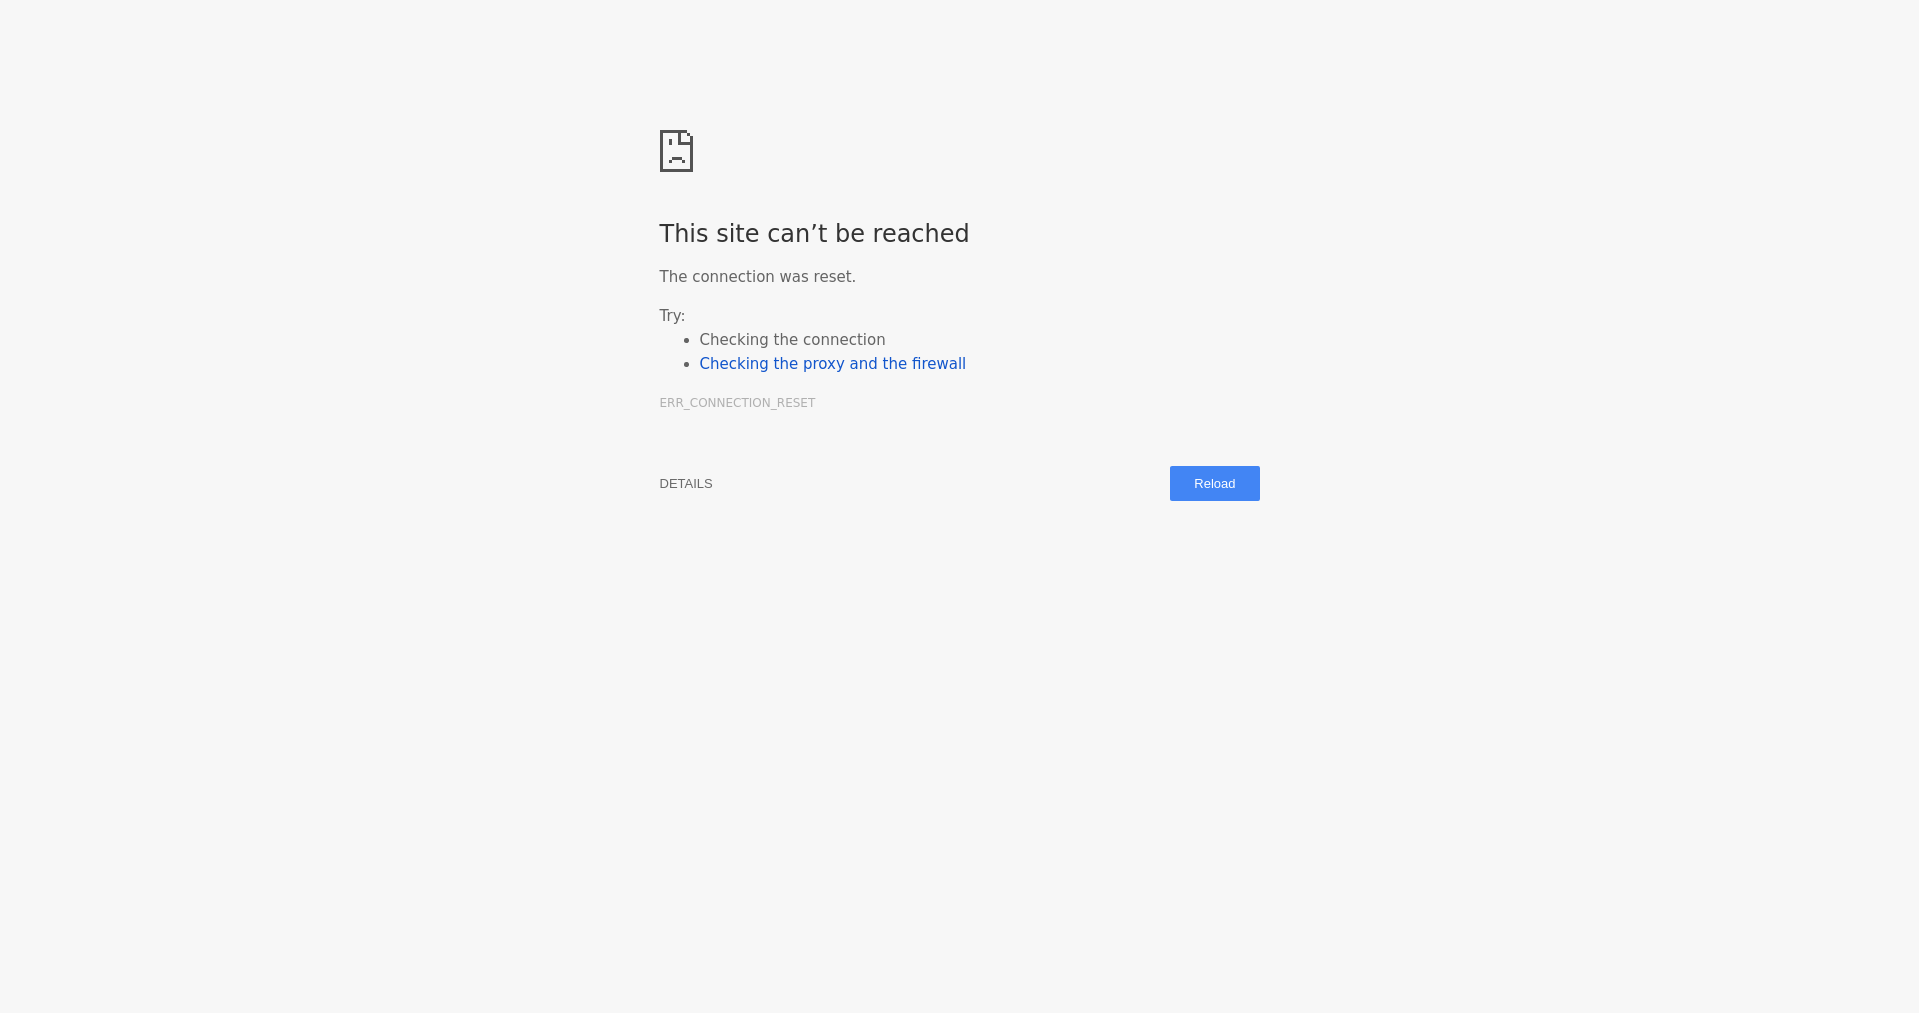 This site can’t be reached
The connection was reset.
Try:
Checking the connection
Checking the proxy and the firewall
ERR_CONNECTION_RESET
DETAILS
Reload